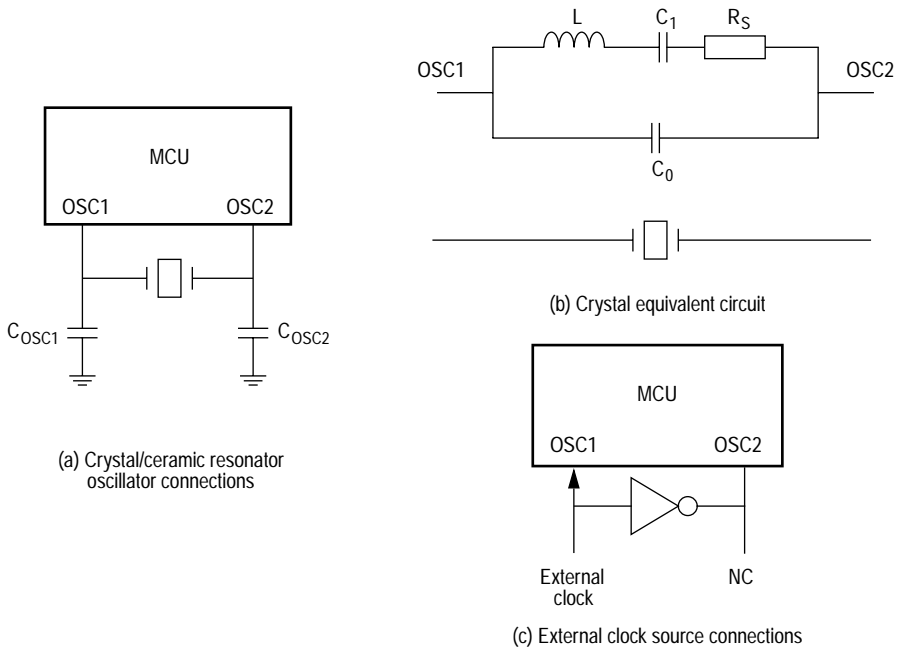 MCU
OSC1 OSC2
C_OSC1 C_OSC2
(a) Crystal/ceramic resonator
oscillator connections
L C_1 R_S
OSC1 OSC2
C_0
(b) Crystal equivalent circuit
MCU
OSC1 OSC2
External
clock
NC
(c) External clock source connections